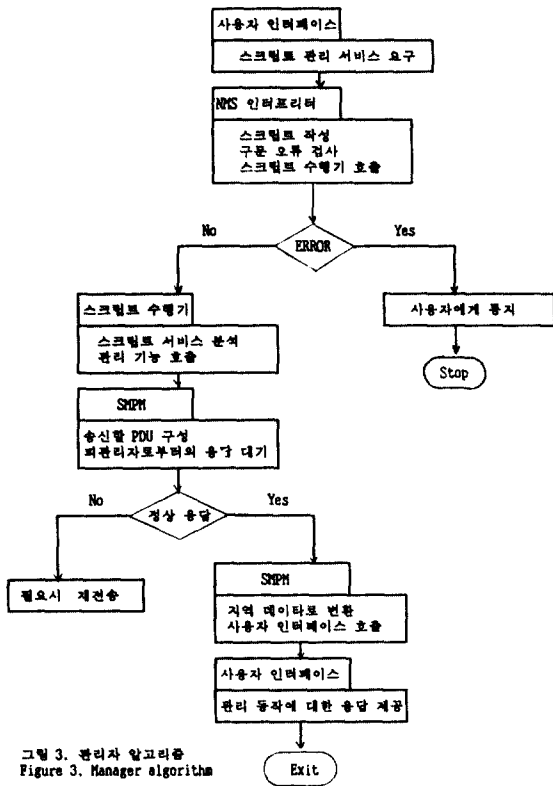 사용자 인터페이스
스크립트 관리 서비스 요구
NMS 인터프리터
스크립트 작성
구문 오류 검사
스크립트 수행기 호출
No
ERROR
Yes
스크립트 수행기
스크립트 서비스 분석
관리 기능 호출
사용자에게 통지
Stop
SMPM
송신할 PDU 구성
피관리자로부터의 응답 대기
No
정상 응답
Yes
필요시 재전송
SMPM
지역 데이타로 변환
사용자 인터페이스 호출
사용자 인터페이스
관리 동작에 대한 응답 제공
그림 3. 관리자 알고리즘
Figure 3. Manager algorithm
Exit